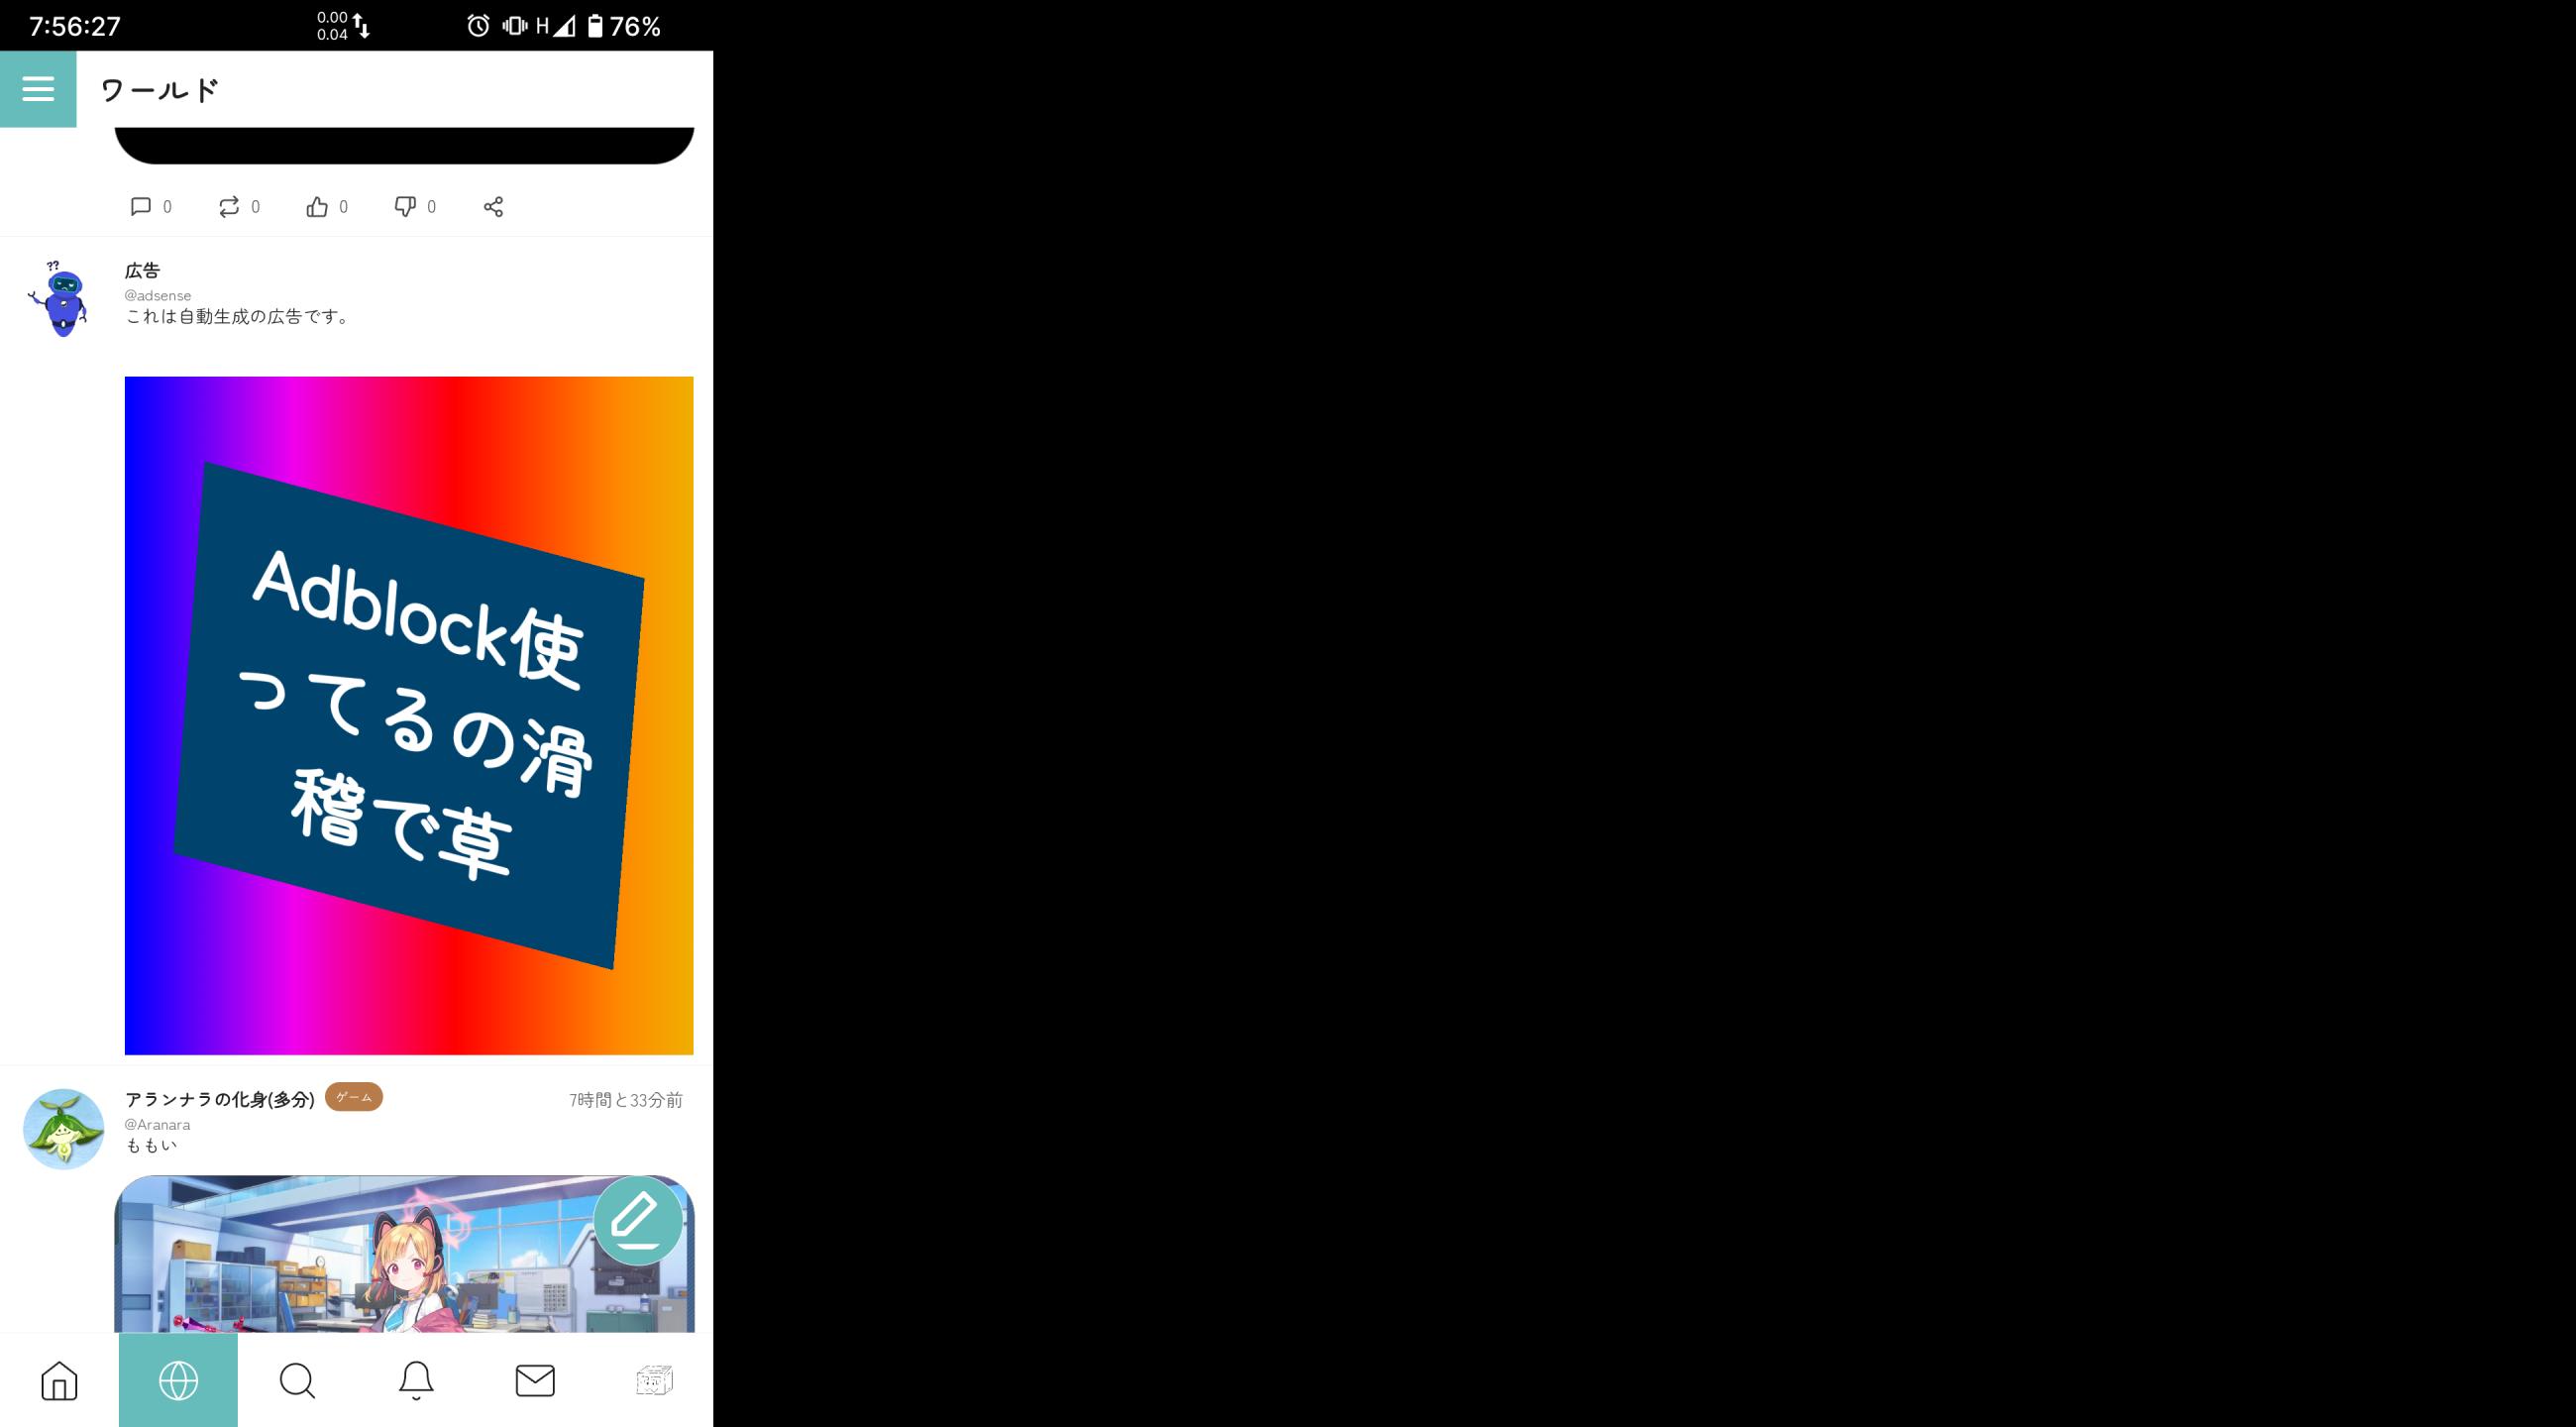 7:56:27
0.00
0.04
H
76%
ワールド
0
0
0
0
??
広告
@adsense
これは自動生成の広告です。
Adblock使
ってるの滑
稽で草
アランナラの化身(多分)
ゲーム
7時間と33分前
@Aranara
ももい